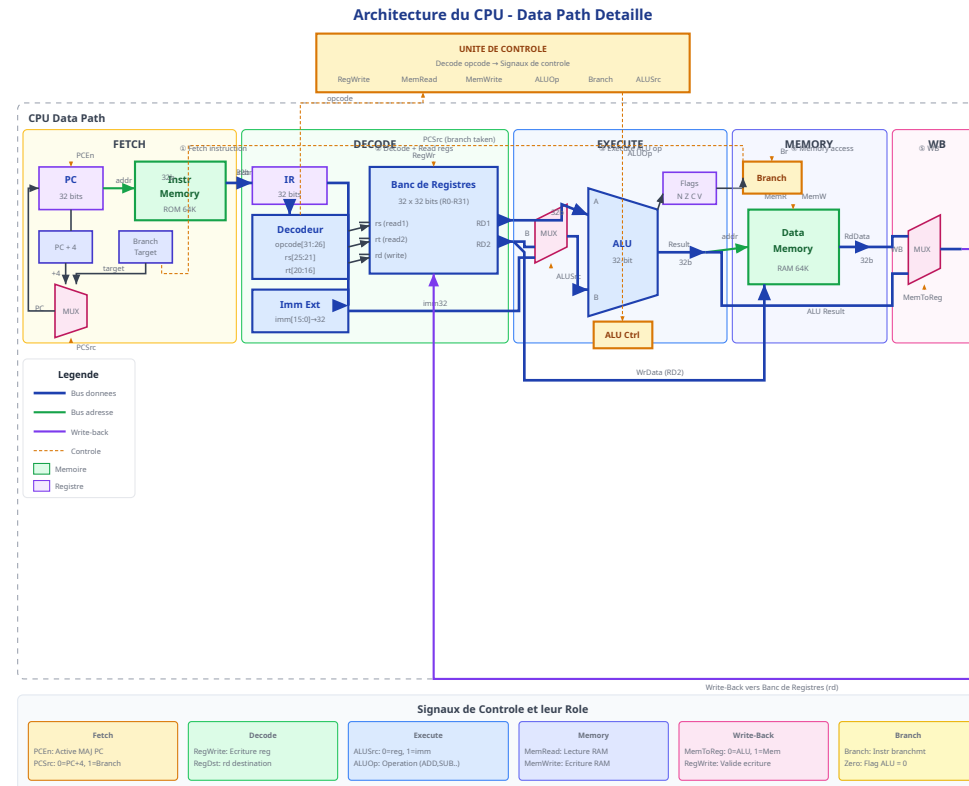 Architecture du CPU - Data Path Detaille
UNITE DE CONTROLE
Decode opcode → Signaux de controle
RegWrite MemRead MemWrite ALUOp Branch ALUSrc
opcode
CPU Data Path
FETCH
DECODE
EXECUTE
MEMORY
WB
① Fetch instruction
② Decode + Read regs
③ Execute ALU op
④ Memory access
⑤ WB
PCSrc (branch taken)
PCEn
RegWr
ALUOp
Br
PC
32 bits
addr
32b
Instr
Memory
ROM 64K
32b
IR
32 bits
Banc de Registres
32 x 32 bits (R0-R31)
rs (read1)
rt (read2)
rd (write)
RD1
RD2
Decodeur
opcode[31:26]
rs[25:21]
rt[20:16]
Imm Ext
imm[15:0]→32
imm32
PC + 4
Branch
Target
+4
target
PC
MUX
PCSrc
32b
B
MUX
ALUSrc
A
ALU
32-bit
B
ALU Ctrl
Flags
N Z C V
Result
32b
Branch
MemR
MemW
addr
Data
Memory
RAM 64K
RdData
32b
ALU Result
WrData (RD2)
WB
MUX
MemToReg
Legende
Bus donnees
Bus adresse
Write-back
Controle
Memoire
Registre
Write-Back vers Banc de Registres (rd)
Signaux de Controle et leur Role
Fetch
PCEn: Active MAJ PC
PCSrc: 0=PC+4, 1=Branch
Decode
RegWrite: Ecriture reg
RegDst: rd destination
Execute
ALUSrc: 0=reg, 1=imm
ALUOp: Operation (ADD,SUB..)
Memory
MemRead: Lecture RAM
MemWrite: Ecriture RAM
Write-Back
MemToReg: 0=ALU, 1=Mem
RegWrite: Valide ecriture
Branch
Branch: Instr branchmt
Zero: Flag ALU = 0